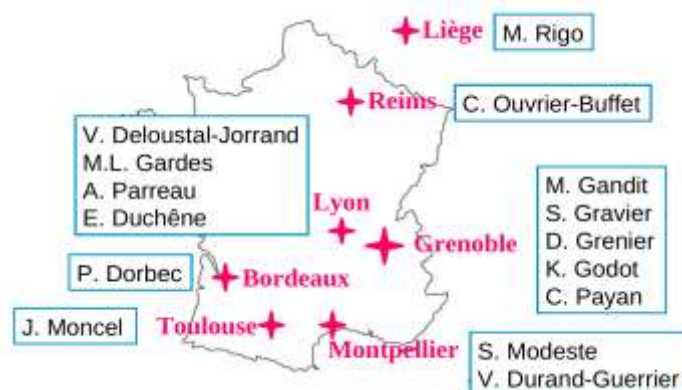 Liège
M. Rigo
Reims
C. Ouvrier-Buffet
V. Deloustal-Jorrand
M.L. Gardes
A. Parreau
E. Duchêne
Lyon
Grenoble
M. Gandit
S. Gravier
D. Grenier
K. Godot
C. Payan
P. Dorbec
Bordeaux
J. Moncel
Toulouse
Montpellier
S. Modeste
V. Durand-Guerrier